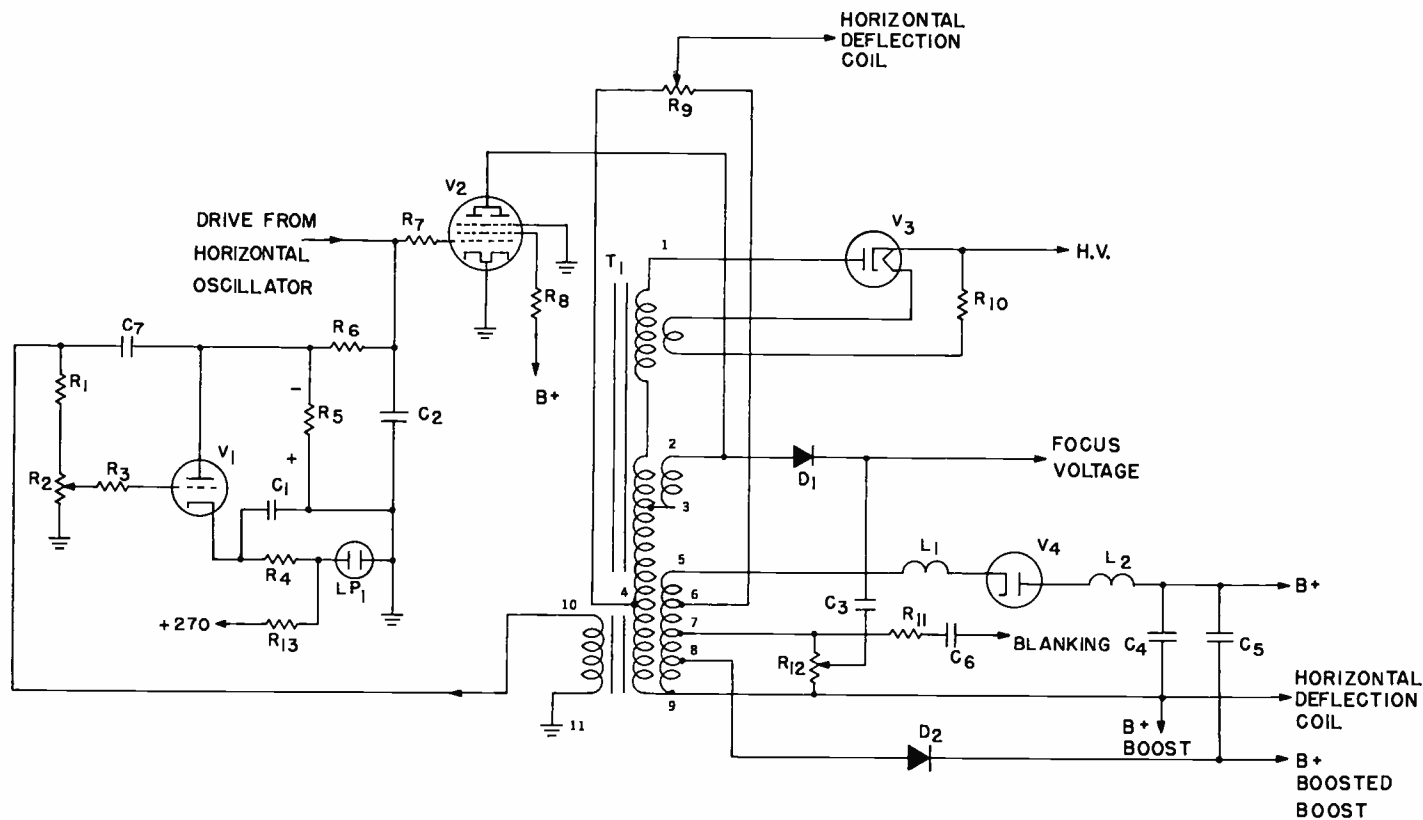 HORIZONTAL
DEFLECTION
COIL
R9
V2
DRIVE FROM
HORIZONTAL
OSCILLATOR
R7
R8
B+
T1
1
V3
H.V.
R10
C7
R6
R1
R5
-
+
C2
V1
R2
R3
C1
R4
LP1
+270
R13
2
3
D1
FOCUS
VOLTAGE
5
L1
V4
L2
B+
4
6
C3
7
R11
C6
BLANKING
C4
C5
8
R12
10
11
9
HORIZONTAL
DEFLECTION
COIL
B+
BOOST
D2
B+
BOOSTED
BOOST